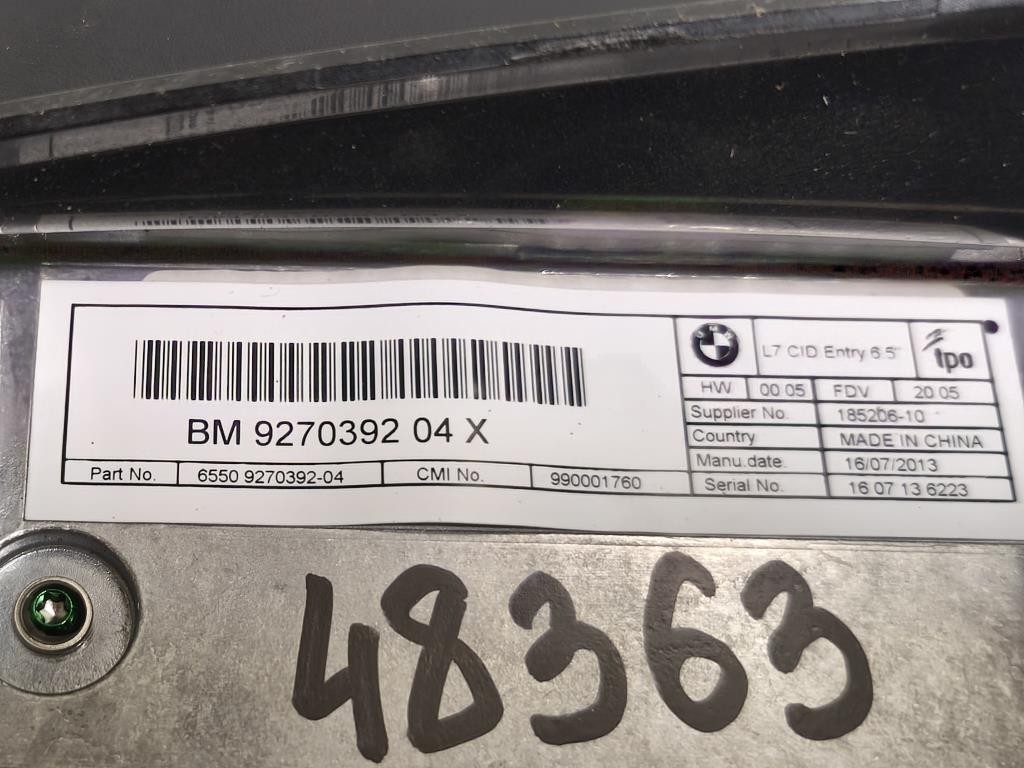 BMW
L7 CID Entry 6.5"
tpo
HW 00 05 FDV 20 05
Supplier No. 185206-10
Country MADE IN CHINA
Manu.date. 16/07/2013
Serial No. 16 07 13 6223
BM 9270392 04 X
Part No. 6550 9270392-04 CMI No. 990001760
48363